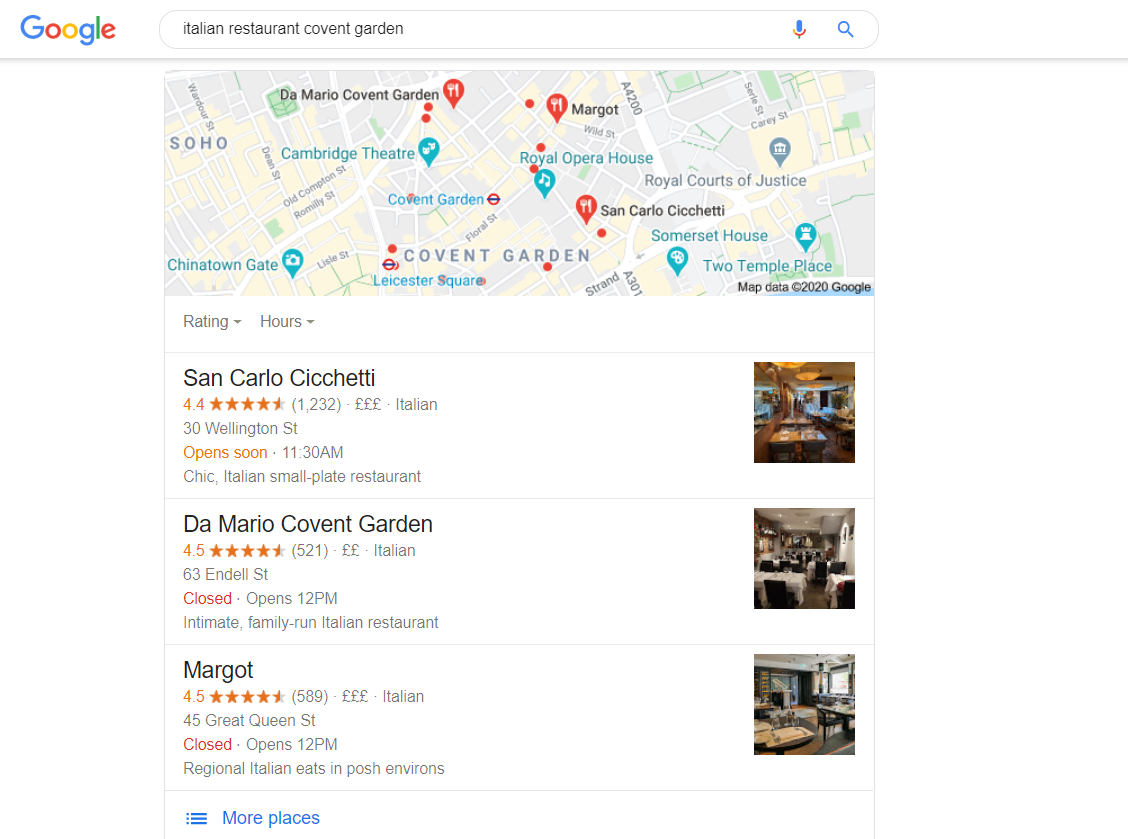 Google
italian restaurant covent garden
Wardour St
SOHO
Dean St
Old Compton St
Romilly St
Da Mario Covent Garden
Cambridge Theatre
Covent Garden
Floral St
Lisle St
Chinatown Gate
COVENT GARDEN
Leicester Square
Margot
Wild St
A4200
Royal Opera House
San Carlo Cicchetti
Serle St
Carey St
Royal Courts of Justice
Somerset House
Two Temple Place
Strand
A301
Map data ©2020 Google
Rating Hours
San Carlo Cicchetti
4.4 (1,232) · £££ · Italian
30 Wellington St
Opens soon · 11:30AM
Chic, Italian small-plate restaurant
Da Mario Covent Garden
4.5 (521) · ££ · Italian
63 Endell St
Closed · Opens 12PM
Intimate, family-run Italian restaurant
Margot
4.5 (589) · £££ · Italian
45 Great Queen St
Closed · Opens 12PM
Regional Italian eats in posh environs
More places